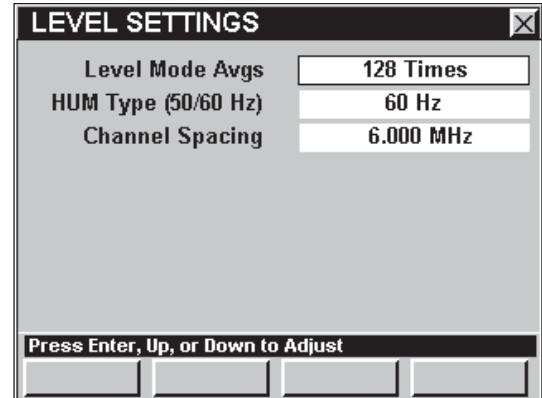 LEVEL SETTINGS
Level Mode Avgs 128 Times
HUM Type (50/60 Hz) 60 Hz
Channel Spacing 6.000 MHz
Press Enter, Up, or Down to Adjust